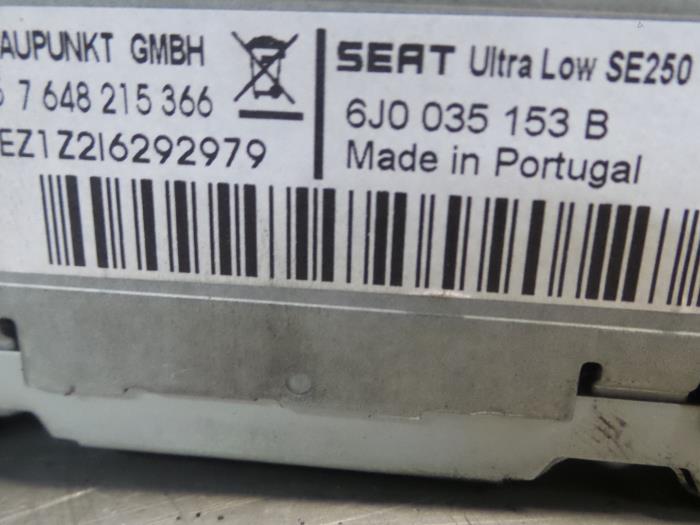 AUPUNKT GMBH
7 648 215 366
EZ1Z2I6292979
SEAT Ultra Low SE250
6J0 035 153 B
Made in Portugal